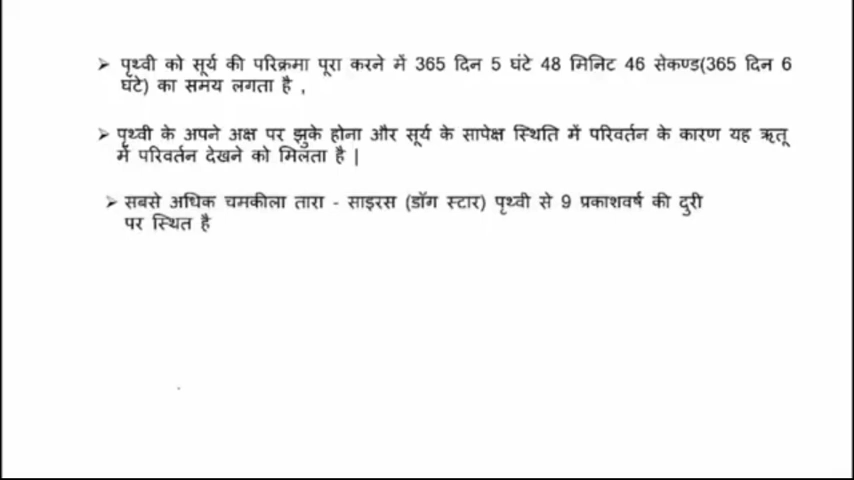 ➢ पृथ्वी को सूर्य की परिक्रमा पूरा करने में 365 दिन 5 घंटे 48 मिनिट 46 सेकण्ड(365 दिन 6
घंटे) का समय लगता है ,
➢ पृथ्वी के अपने अक्ष पर झुके होना और सूर्य के सापेक्ष स्थिति में परिवर्तन के कारण यह ऋतू
में परिवर्तन देखने को मिलता है |
➢ सबसे अधिक चमकीला तारा - साइरस (डॉग स्टार) पृथ्वी से 9 प्रकाशवर्ष की दुरी
पर स्थित है